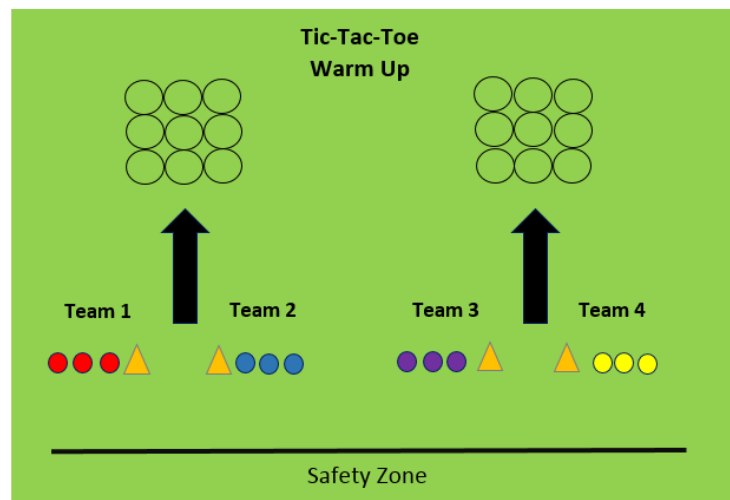 Tic-Tac-Toe
Warm Up
Team 1
Team 2
Team 3
Team 4
Safety Zone